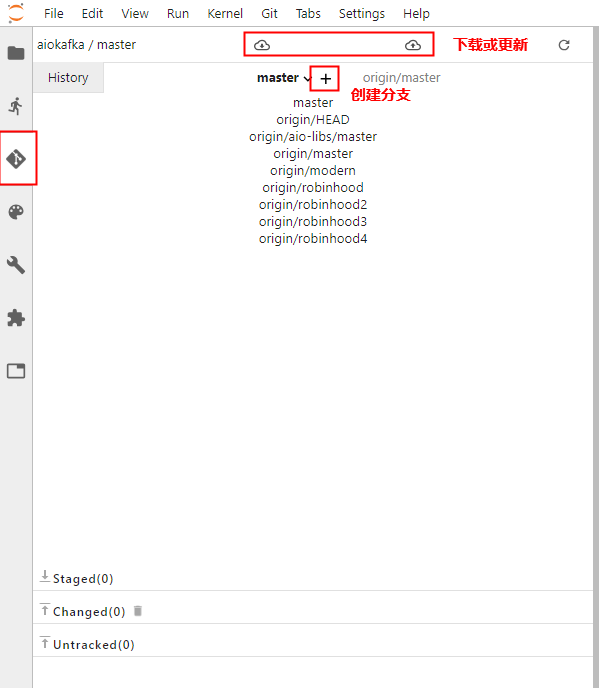 File Edit View Run Kernel Git Tabs Settings Help
aiokafka / master 下载或更新
History master origin/master
创建分支
master
origin/HEAD
origin/aio-libs/master
origin/master
origin/modern
origin/robinhood
origin/robinhood2
origin/robinhood3
origin/robinhood4
Staged(0)
Changed(0)
Untracked(0)